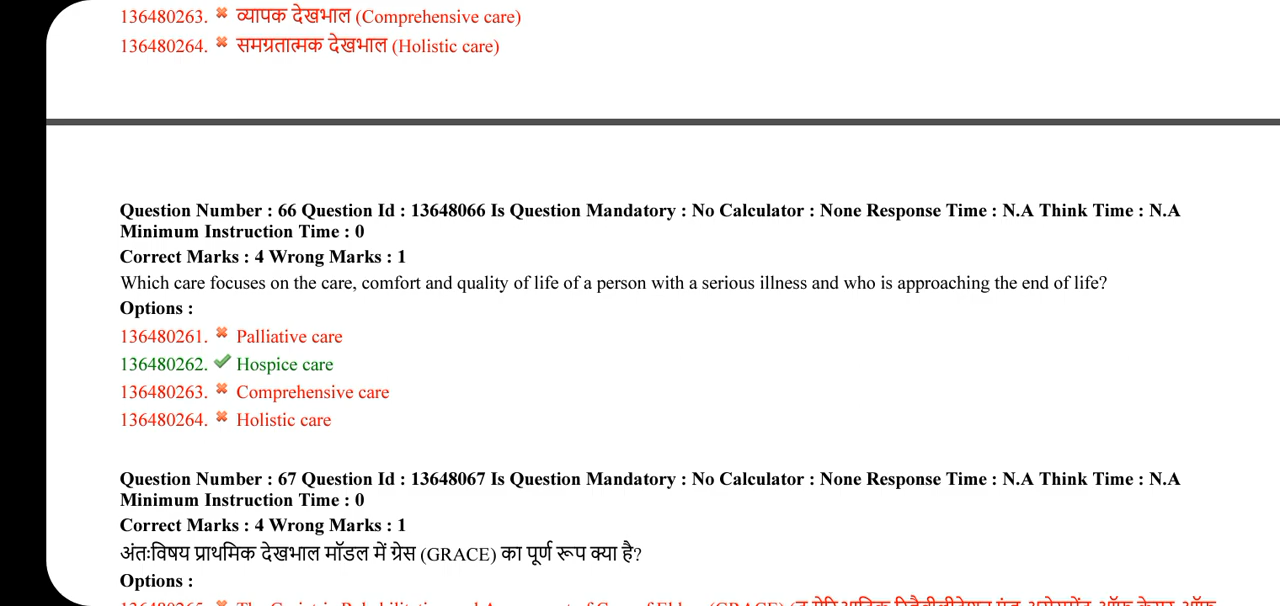 136480263. ✖ व्यापक देखभाल (Comprehensive care)
136480264. ✖ समग्रतात्मक देखभाल (Holistic care)
Question Number : 66 Question Id : 13648066 Is Question Mandatory : No Calculator : None Response Time : N.A Think Time : N.A
Minimum Instruction Time : 0
Correct Marks : 4 Wrong Marks : 1
Which care focuses on the care, comfort and quality of life of a person with a serious illness and who is approaching the end of life?
Options :
136480261. ✖ Palliative care
136480262. ✔ Hospice care
136480263. ✖ Comprehensive care
136480264. ✖ Holistic care
Question Number : 67 Question Id : 13648067 Is Question Mandatory : No Calculator : None Response Time : N.A Think Time : N.A
Minimum Instruction Time : 0
Correct Marks : 4 Wrong Marks : 1
अंतःविषय प्राथमिक देखभाल मॉडल में ग्रेस (GRACE) का पूर्ण रूप क्या है?
Options :